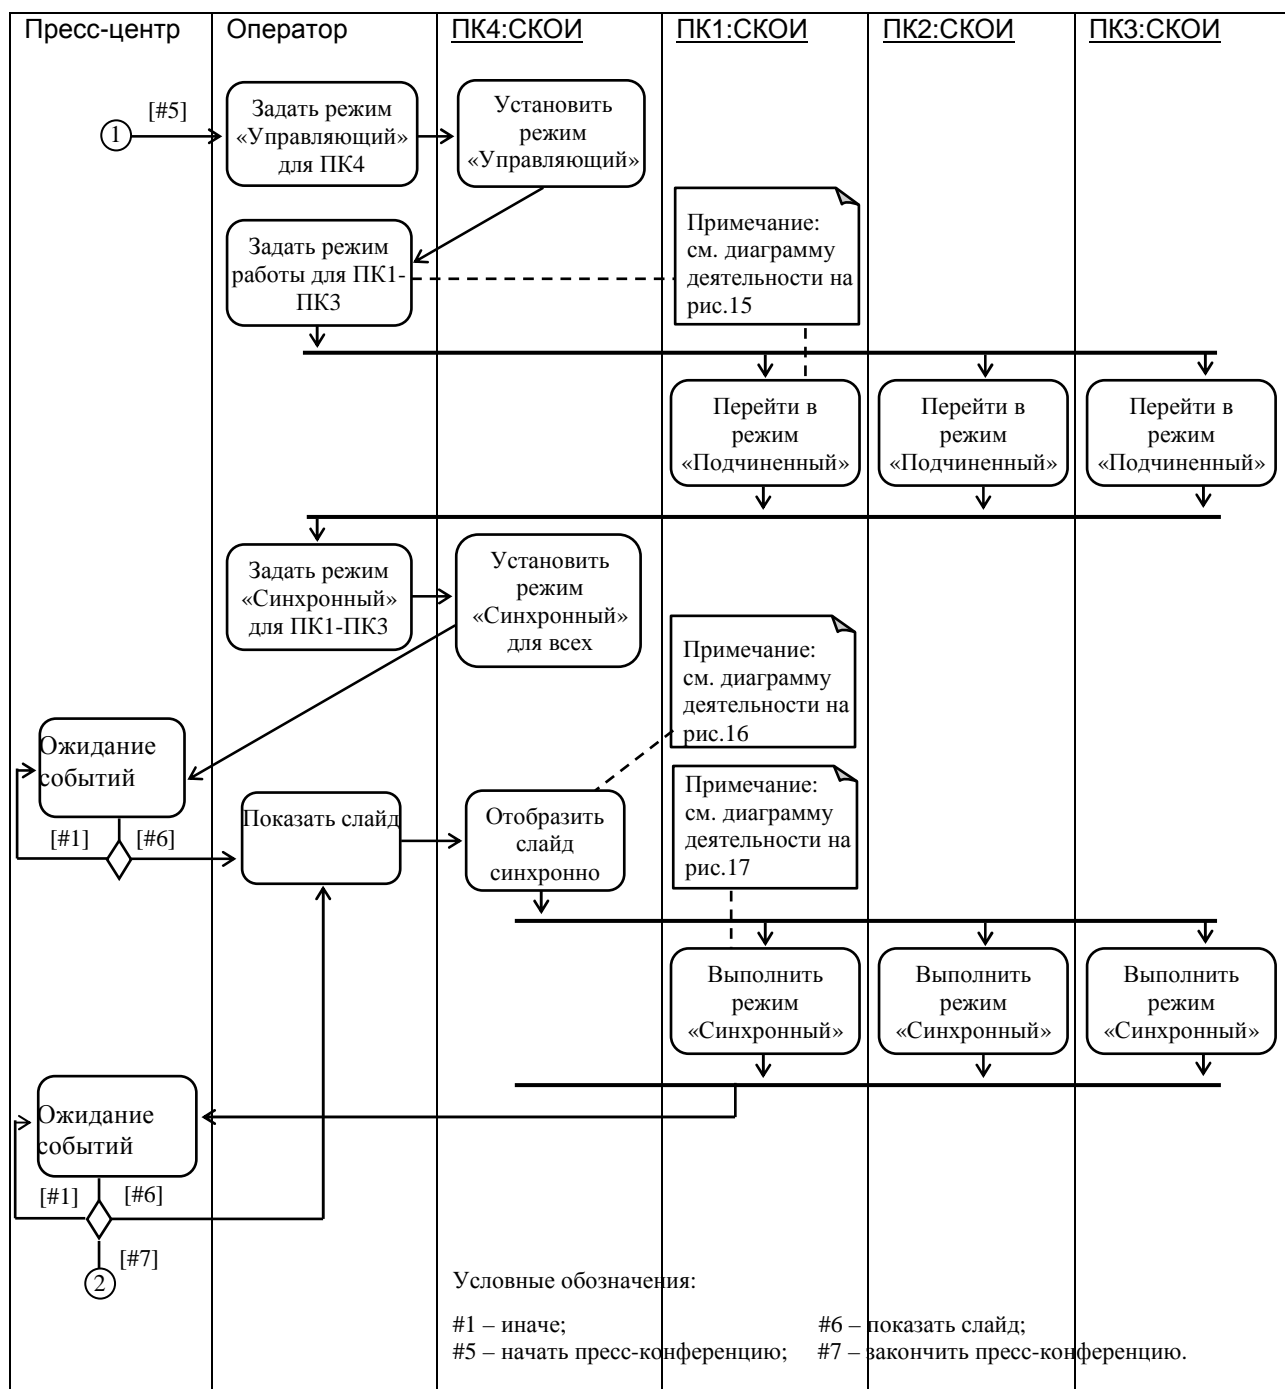 Пресс-центр
Оператор
ПК4:СКОИ
ПК1:СКОИ
ПК2:СКОИ
ПК3:СКОИ
1
[#5]
Задать режим
«Управляющий»
для ПК4
Установить
режим
«Управляющий»
Задать режим
работы для ПК1-
ПК3
Примечание:
см. диаграмму
деятельности на
рис.15
Перейти в
режим
«Подчиненный»
Перейти в
режим
«Подчиненный»
Перейти в
режим
«Подчиненный»
Задать режим
«Синхронный»
для ПК1-ПК3
Установить
режим
«Синхронный»
для всех
Примечание:
см. диаграмму
деятельности на
рис.16
Ожидание
событий
[#1]
[#6]
Показать слайд
Отобразить
слайд
синхронно
Примечание:
см. диаграмму
деятельности на
рис.17
Выполнить
режим
«Синхронный»
Выполнить
режим
«Синхронный»
Выполнить
режим
«Синхронный»
Ожидание
событий
[#1]
[#6]
[#7]
2
Условные обозначения:
#1 – иначе;
#6 – показать слайд;
#5 – начать пресс-конференцию;
#7 – закончить пресс-конференцию.